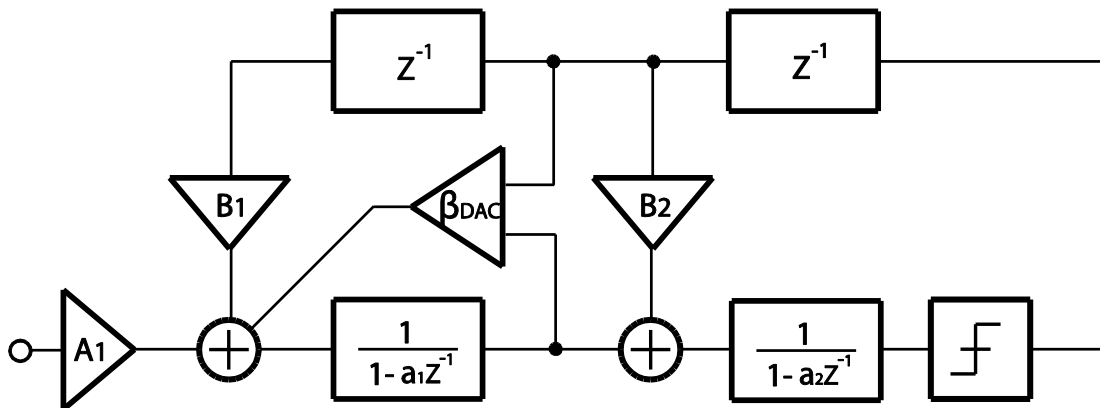 Z⁻¹
Z⁻¹
B1
βDAC
B2
A1
1
1 - a₁Z⁻¹
1
1 - a₂Z⁻¹